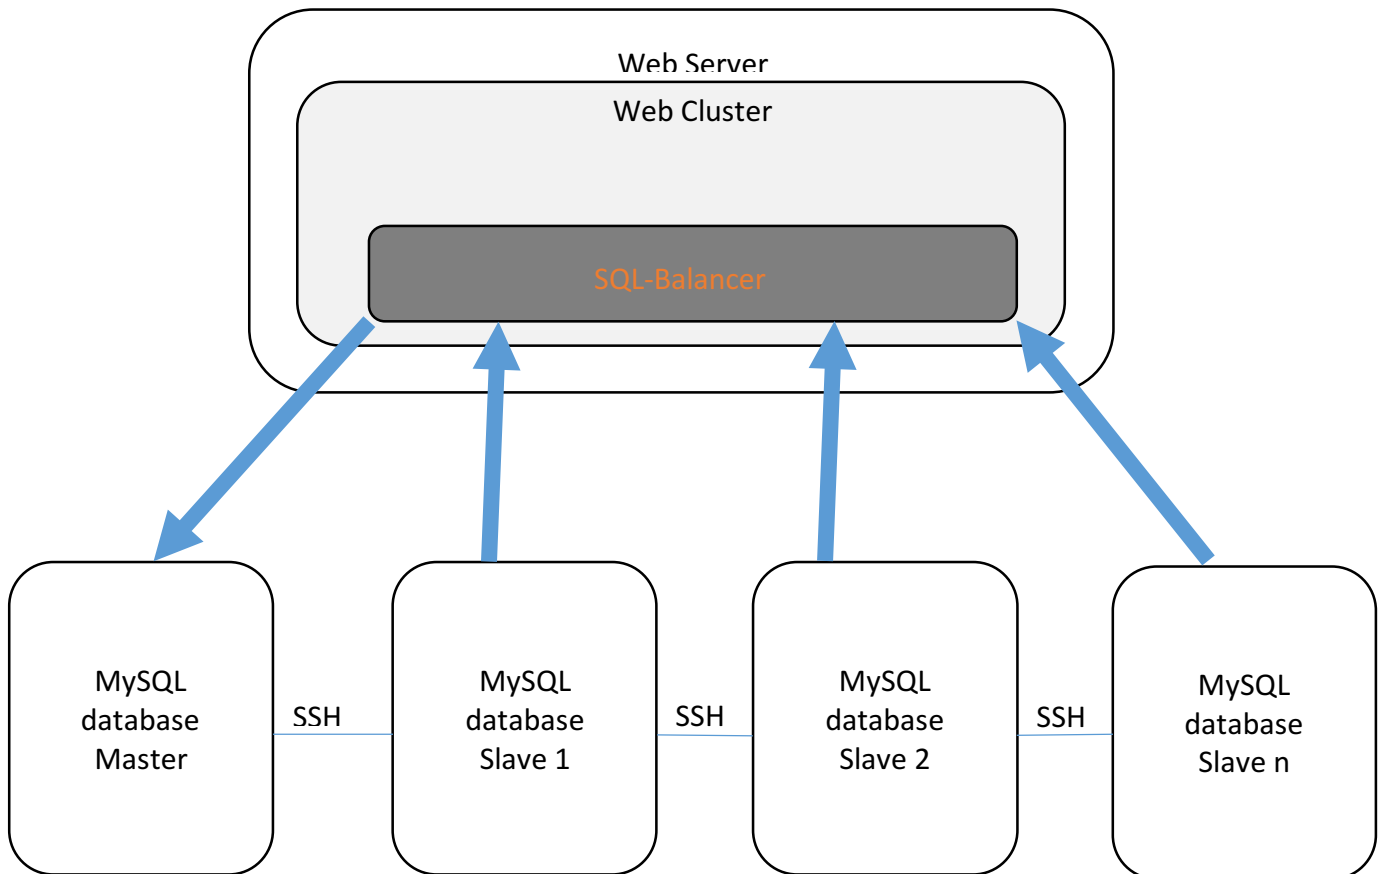 Web Server
Web Cluster
SQL-Balancer
MySQL
database
Master
SSH
MySQL
database
Slave 1
SSH
MySQL
database
Slave 2
SSH
MySQL
database
Slave n